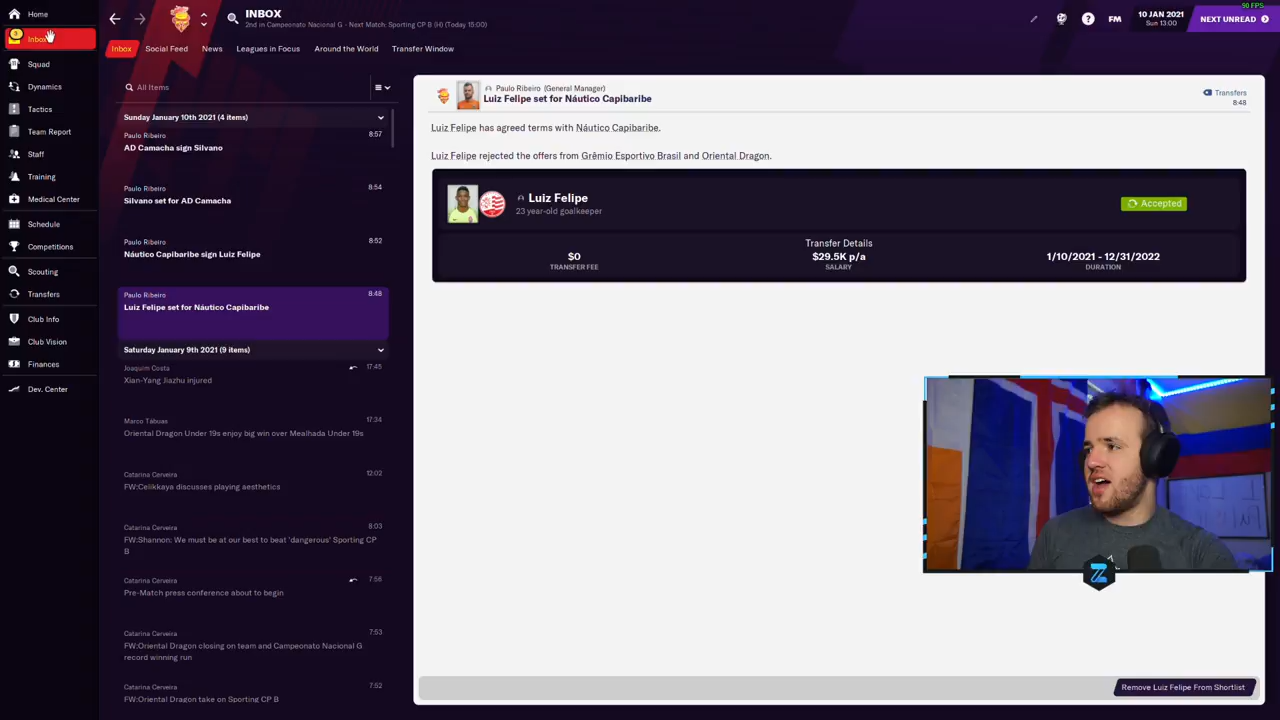 90 FPS
Home
INBOX
2nd in Campeonato Nacional G - Next Match: Sporting CP B (H) (Today 15:00)
FM
10 JAN 2021
Sun 13:00
NEXT UNREAD
Inbox
Squad
Dynamics
Tactics
Team Report
Staff
Training
Medical Center
Schedule
Competitions
Scouting
Transfers
Club Info
Club Vision
Finances
Dev. Center
Inbox
Social Feed
News
Leagues in Focus
Around the World
Transfer Window
All Items
Sunday January 10th 2021 (4 items)
Paulo Ribeiro 8:57
AD Camacha sign Silvano
Paulo Ribeiro 8:54
Silvano set for AD Camacha
Paulo Ribeiro 8:52
Náutico Capibaribe sign Luiz Felipe
Paulo Ribeiro 8:48
Luiz Felipe set for Náutico Capibaribe
Saturday January 9th 2021 (9 items)
Joaquim Costa 17:45
Xian-Yang Jiazhu injured
Marco Tábuas 17:34
Oriental Dragon Under 19s enjoy big win over Mealhada Under 19s
Catarina Cerveira 12:02
FW:Celikkaya discusses playing aesthetics
Catarina Cerveira 8:03
FW:Shannon: We must be at our best to beat 'dangerous' Sporting CP
B
Catarina Cerveira 7:56
Pre-Match press conference about to begin
Catarina Cerveira 7:53
FW:Oriental Dragon closing on team and Campeonato Nacional G
record winning run
Catarina Cerveira 7:52
FW:Oriental Dragon take on Sporting CP B
Paulo Ribeiro (General Manager)
Luiz Felipe set for Náutico Capibaribe
Transfers
8:48
Luiz Felipe has agreed terms with Náutico Capibaribe.
Luiz Felipe rejected the offers from Grêmio Esportivo Brasil and Oriental Dragon.
Luiz Felipe
23 year-old goalkeeper
Accepted
Transfer Details
$0 $29.5K p/a 1/10/2021 - 12/31/2022
TRANSFER FEE SALARY DURATION
Remove Luiz Felipe From Shortlist